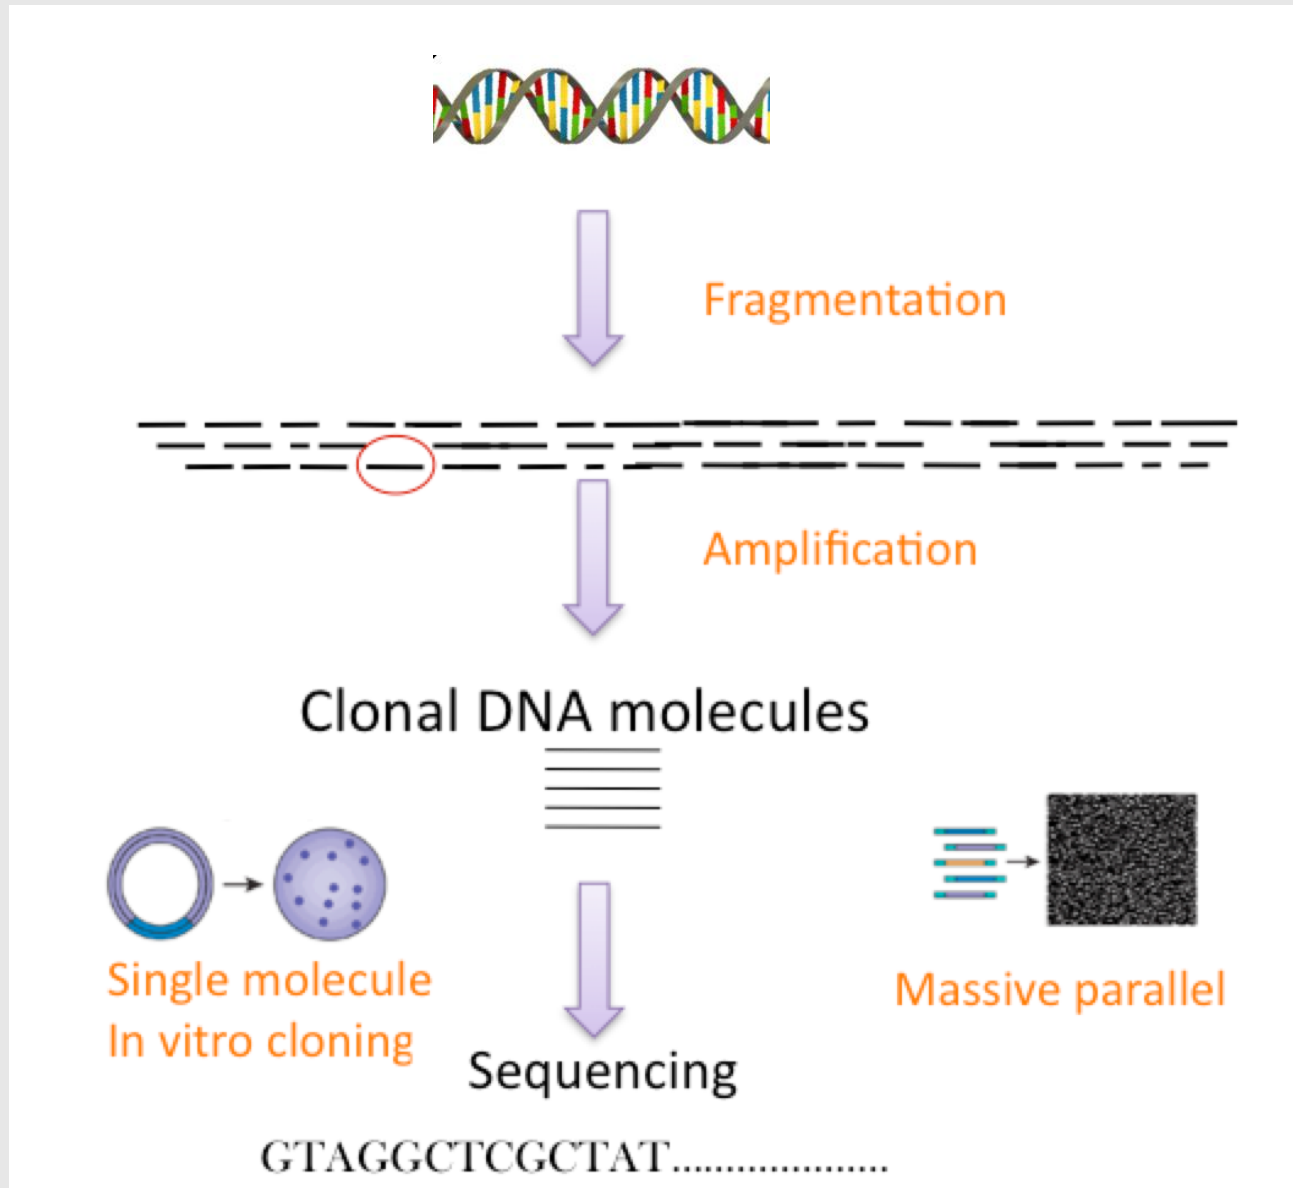 Fragmentation
Amplification
Clonal DNA molecules
Single molecule
In vitro cloning
Massive parallel
Sequencing
GTAGGCTCGCTAT....................